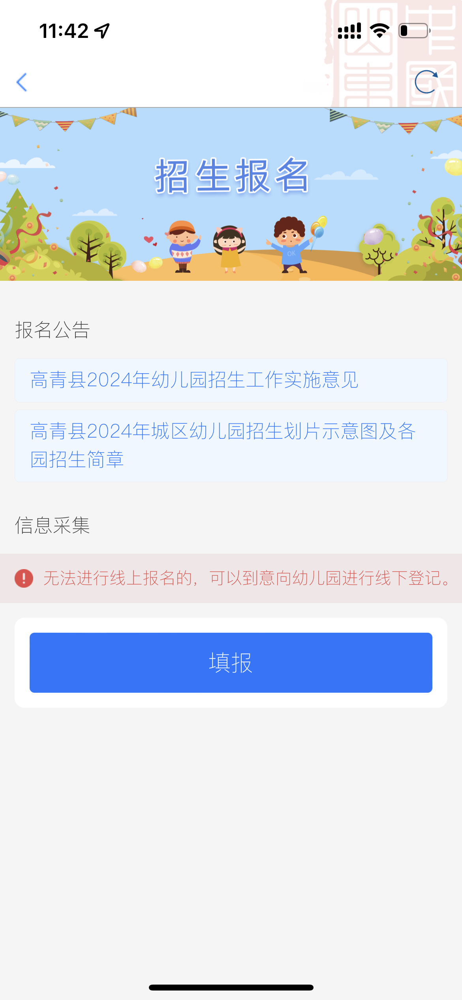 11:42
招生报名
OK
报名公告
高青县2024年幼儿园招生工作实施意见
高青县2024年城区幼儿园招生划片示意图及各
园招生简章
信息采集
无法进行线上报名的，可以到意向幼儿园进行线下登记。
填报